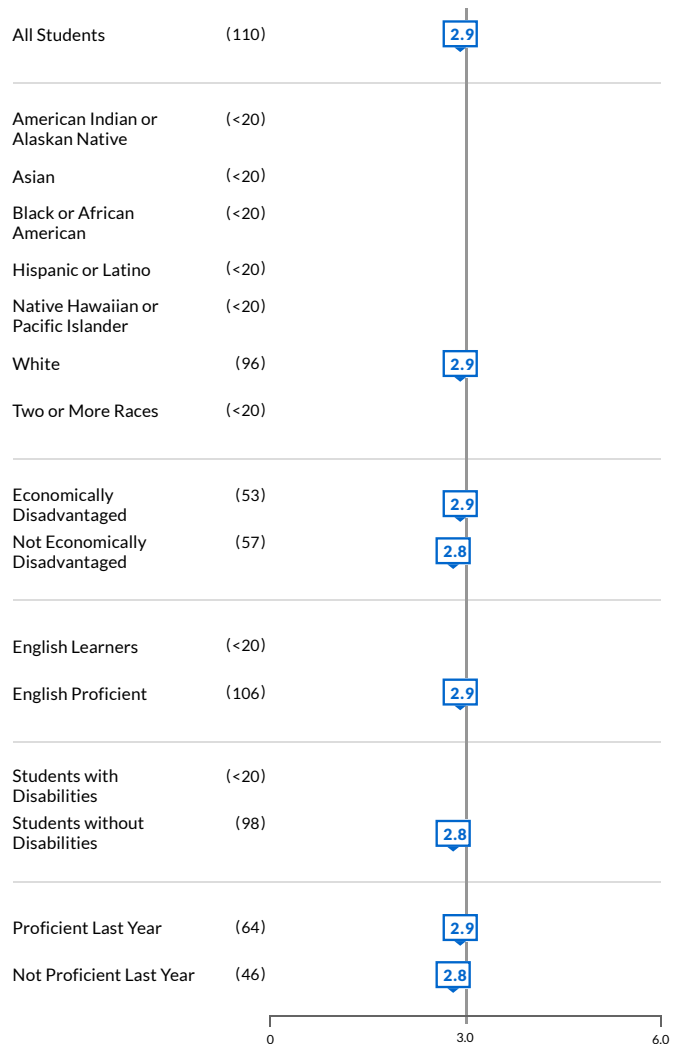 All Students (110) 2.9
American Indian or (<20)
Alaskan Native
Asian (<20)
Black or African (<20)
American
Hispanic or Latino (<20)
Native Hawaiian or (<20)
Pacific Islander
White (96) 2.9
Two or More Races (<20)
Economically (53) 2.9
Disadvantaged
Not Economically (57) 2.8
Disadvantaged
English Learners (<20)
English Proficient (106) 2.9
Students with (<20)
Disabilities
Students without (98) 2.8
Disabilities
Proficient Last Year (64) 2.9
Not Proficient Last Year (46) 2.8
0 3.0 6.0